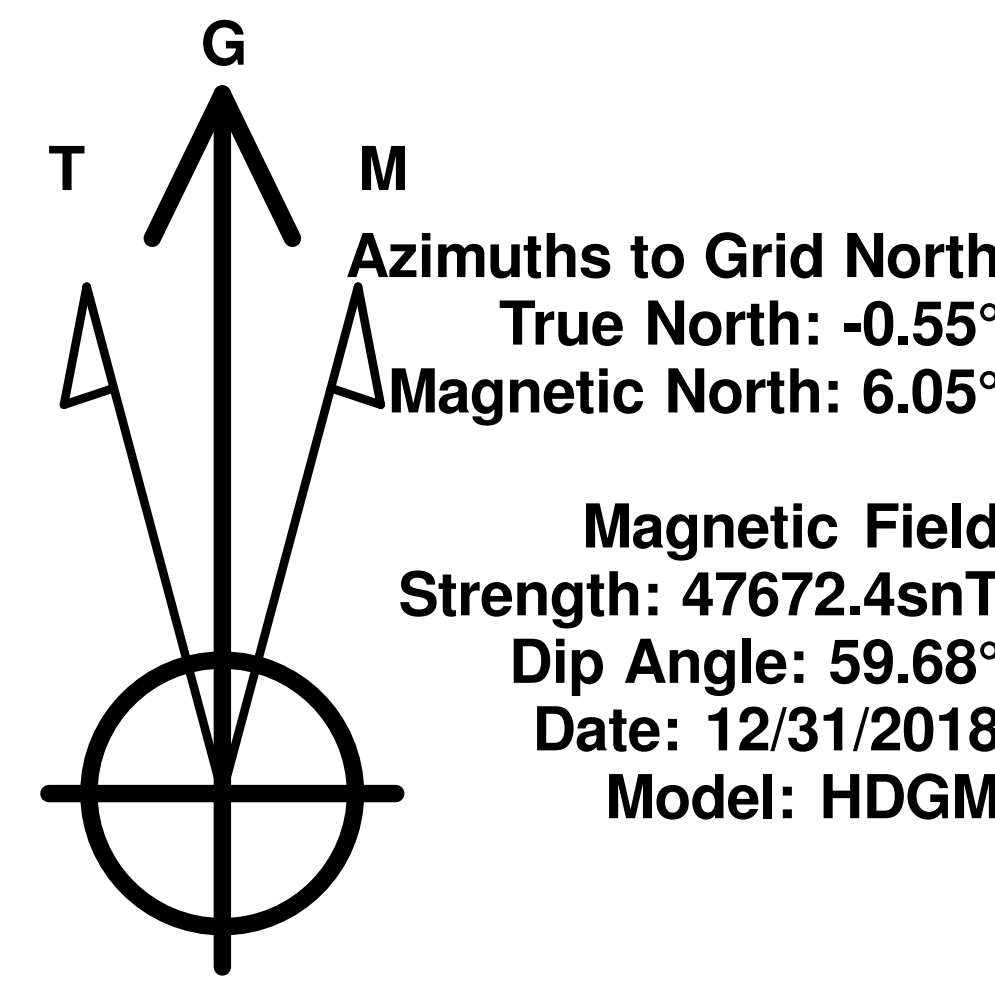 G
T M
Azimuths to Grid North
True North: -0.55°
Magnetic North: 6.05°
Magnetic Field
Strength: 47672.4snT
Dip Angle: 59.68°
Date: 12/31/2018
Model: HDGM